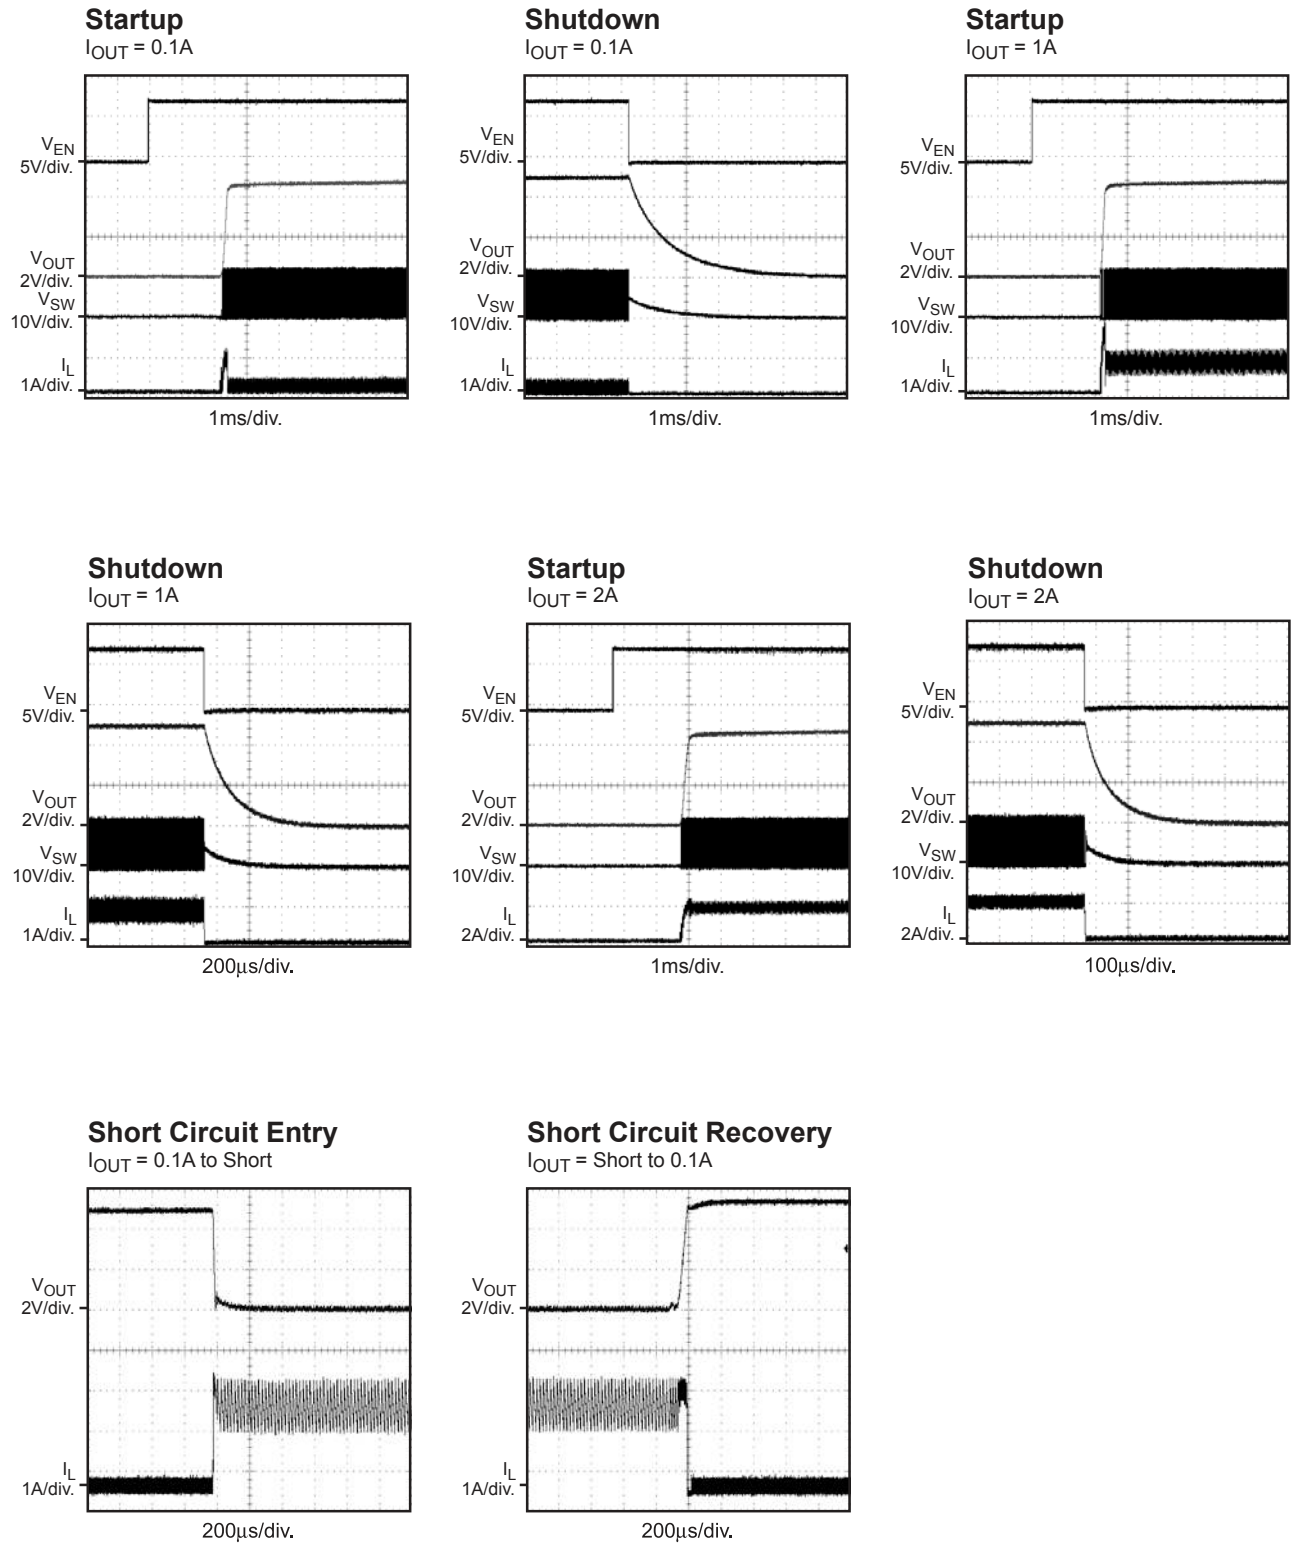 Startup
IOUT = 0.1A
VEN
5V/div.
VOUT
2V/div.
VSW
10V/div.
IL
1A/div.
1ms/div.
Shutdown
IOUT = 0.1A
VEN
5V/div.
VOUT
2V/div.
VSW
10V/div.
IL
1A/div.
1ms/div.
Startup
IOUT = 1A
VEN
5V/div.
VOUT
2V/div.
VSW
10V/div.
IL
1A/div.
1ms/div.
Shutdown
IOUT = 1A
VEN
5V/div.
VOUT
2V/div.
VSW
10V/div.
IL
1A/div.
200µs/div.
Startup
IOUT = 2A
VEN
5V/div.
VOUT
2V/div.
VSW
10V/div.
IL
2A/div.
1ms/div.
Shutdown
IOUT = 2A
VEN
5V/div.
VOUT
2V/div.
VSW
10V/div.
IL
2A/div.
100µs/div.
Short Circuit Entry
IOUT = 0.1A to Short
VOUT
2V/div.
IL
1A/div.
200µs/div.
Short Circuit Recovery
IOUT = Short to 0.1A
VOUT
2V/div.
IL
1A/div.
200µs/div.